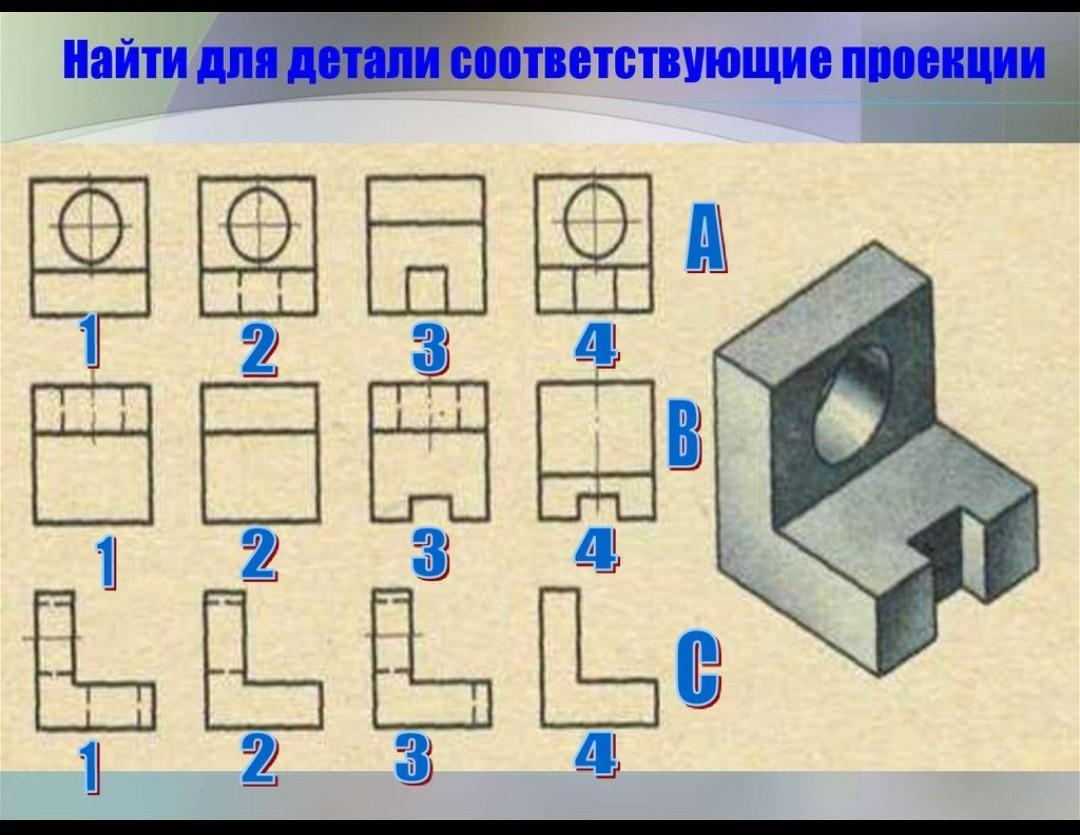 Найти для детали соответствующие проекции
A
1 2 3 4
B
1 2 3 4
C
1 2 3 4